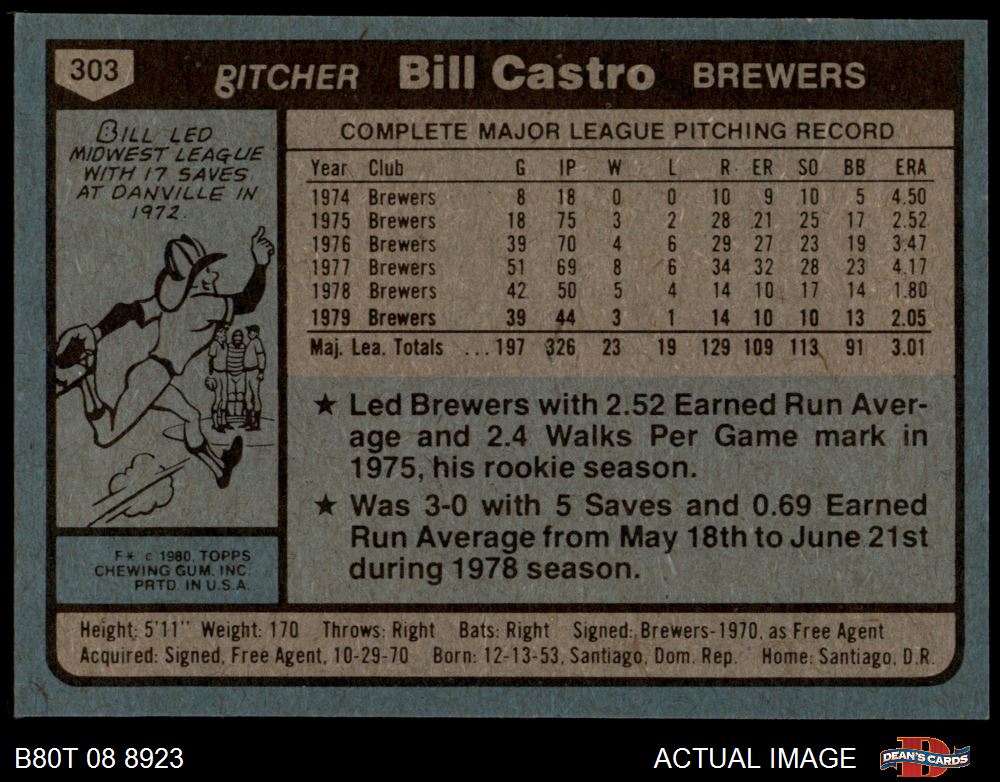 303
PITCHER Bill Castro BREWERS
BILL LED
MIDWEST LEAGUE
WITH 17 SAVES
AT DANVILLE IN
1972.
COMPLETE MAJOR LEAGUE PITCHING RECORD
Year Club G IP W L R ER SO BB ERA
1974 Brewers 8 18 0 0 10 9 10 5 4.50
1975 Brewers 18 75 3 2 28 21 25 17 2.52
1976 Brewers 39 70 4 6 29 27 23 19 3.47
1977 Brewers 51 69 8 6 34 32 28 23 4.17
1978 Brewers 42 50 5 4 14 10 17 14 1.80
1979 Brewers 39 44 3 1 14 10 10 13 2.05
Maj. Lea. Totals ...197 326 23 19 129 109 113 91 3.01
★ Led Brewers with 2.52 Earned Run Aver-
age and 2.4 Walks Per Game mark in
1975, his rookie season.
★ Was 3-0 with 5 Saves and 0.69 Earned
Run Average from May 18th to June 21st
during 1978 season.
F* © 1980, TOPPS
CHEWING GUM, INC.
PRTD. IN U.S.A.
Height: 5'11" Weight: 170 Throws: Right Bats: Right Signed: Brewers-1970, as Free Agent
Acquired: Signed, Free Agent, 10-29-70 Born: 12-13-53, Santiago, Dom. Rep. Home: Santiago, D.R.
B80T 08 8923
ACTUAL IMAGE
DEAN'S CARDS